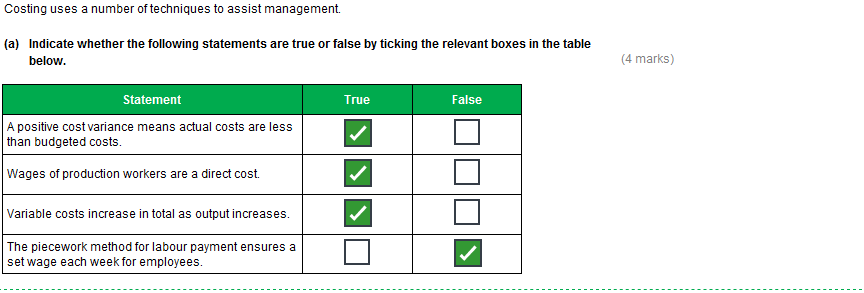 Costing uses a number of techniques to assist management.
(a) Indicate whether the following statements are true or false by ticking the relevant boxes in the table
below.
(4 marks)
Statement True False
A positive cost variance means actual costs are less
than budgeted costs.
Wages of production workers are a direct cost.
Variable costs increase in total as output increases.
The piecework method for labour payment ensures a
set wage each week for employees.